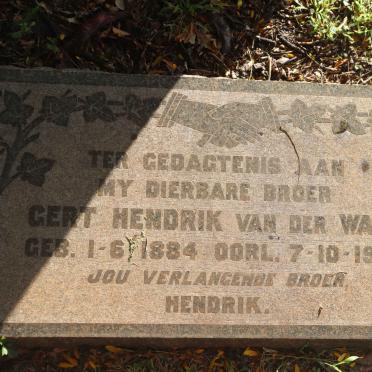 TER GEDAGTENIS AAN
MY DIERBARE BROER
GERT HENDRIK VAN DER WA
GEB. 1-6-1884 OORL. 7-10-19
JOU VERLANGENDE BROER,
HENDRIK.